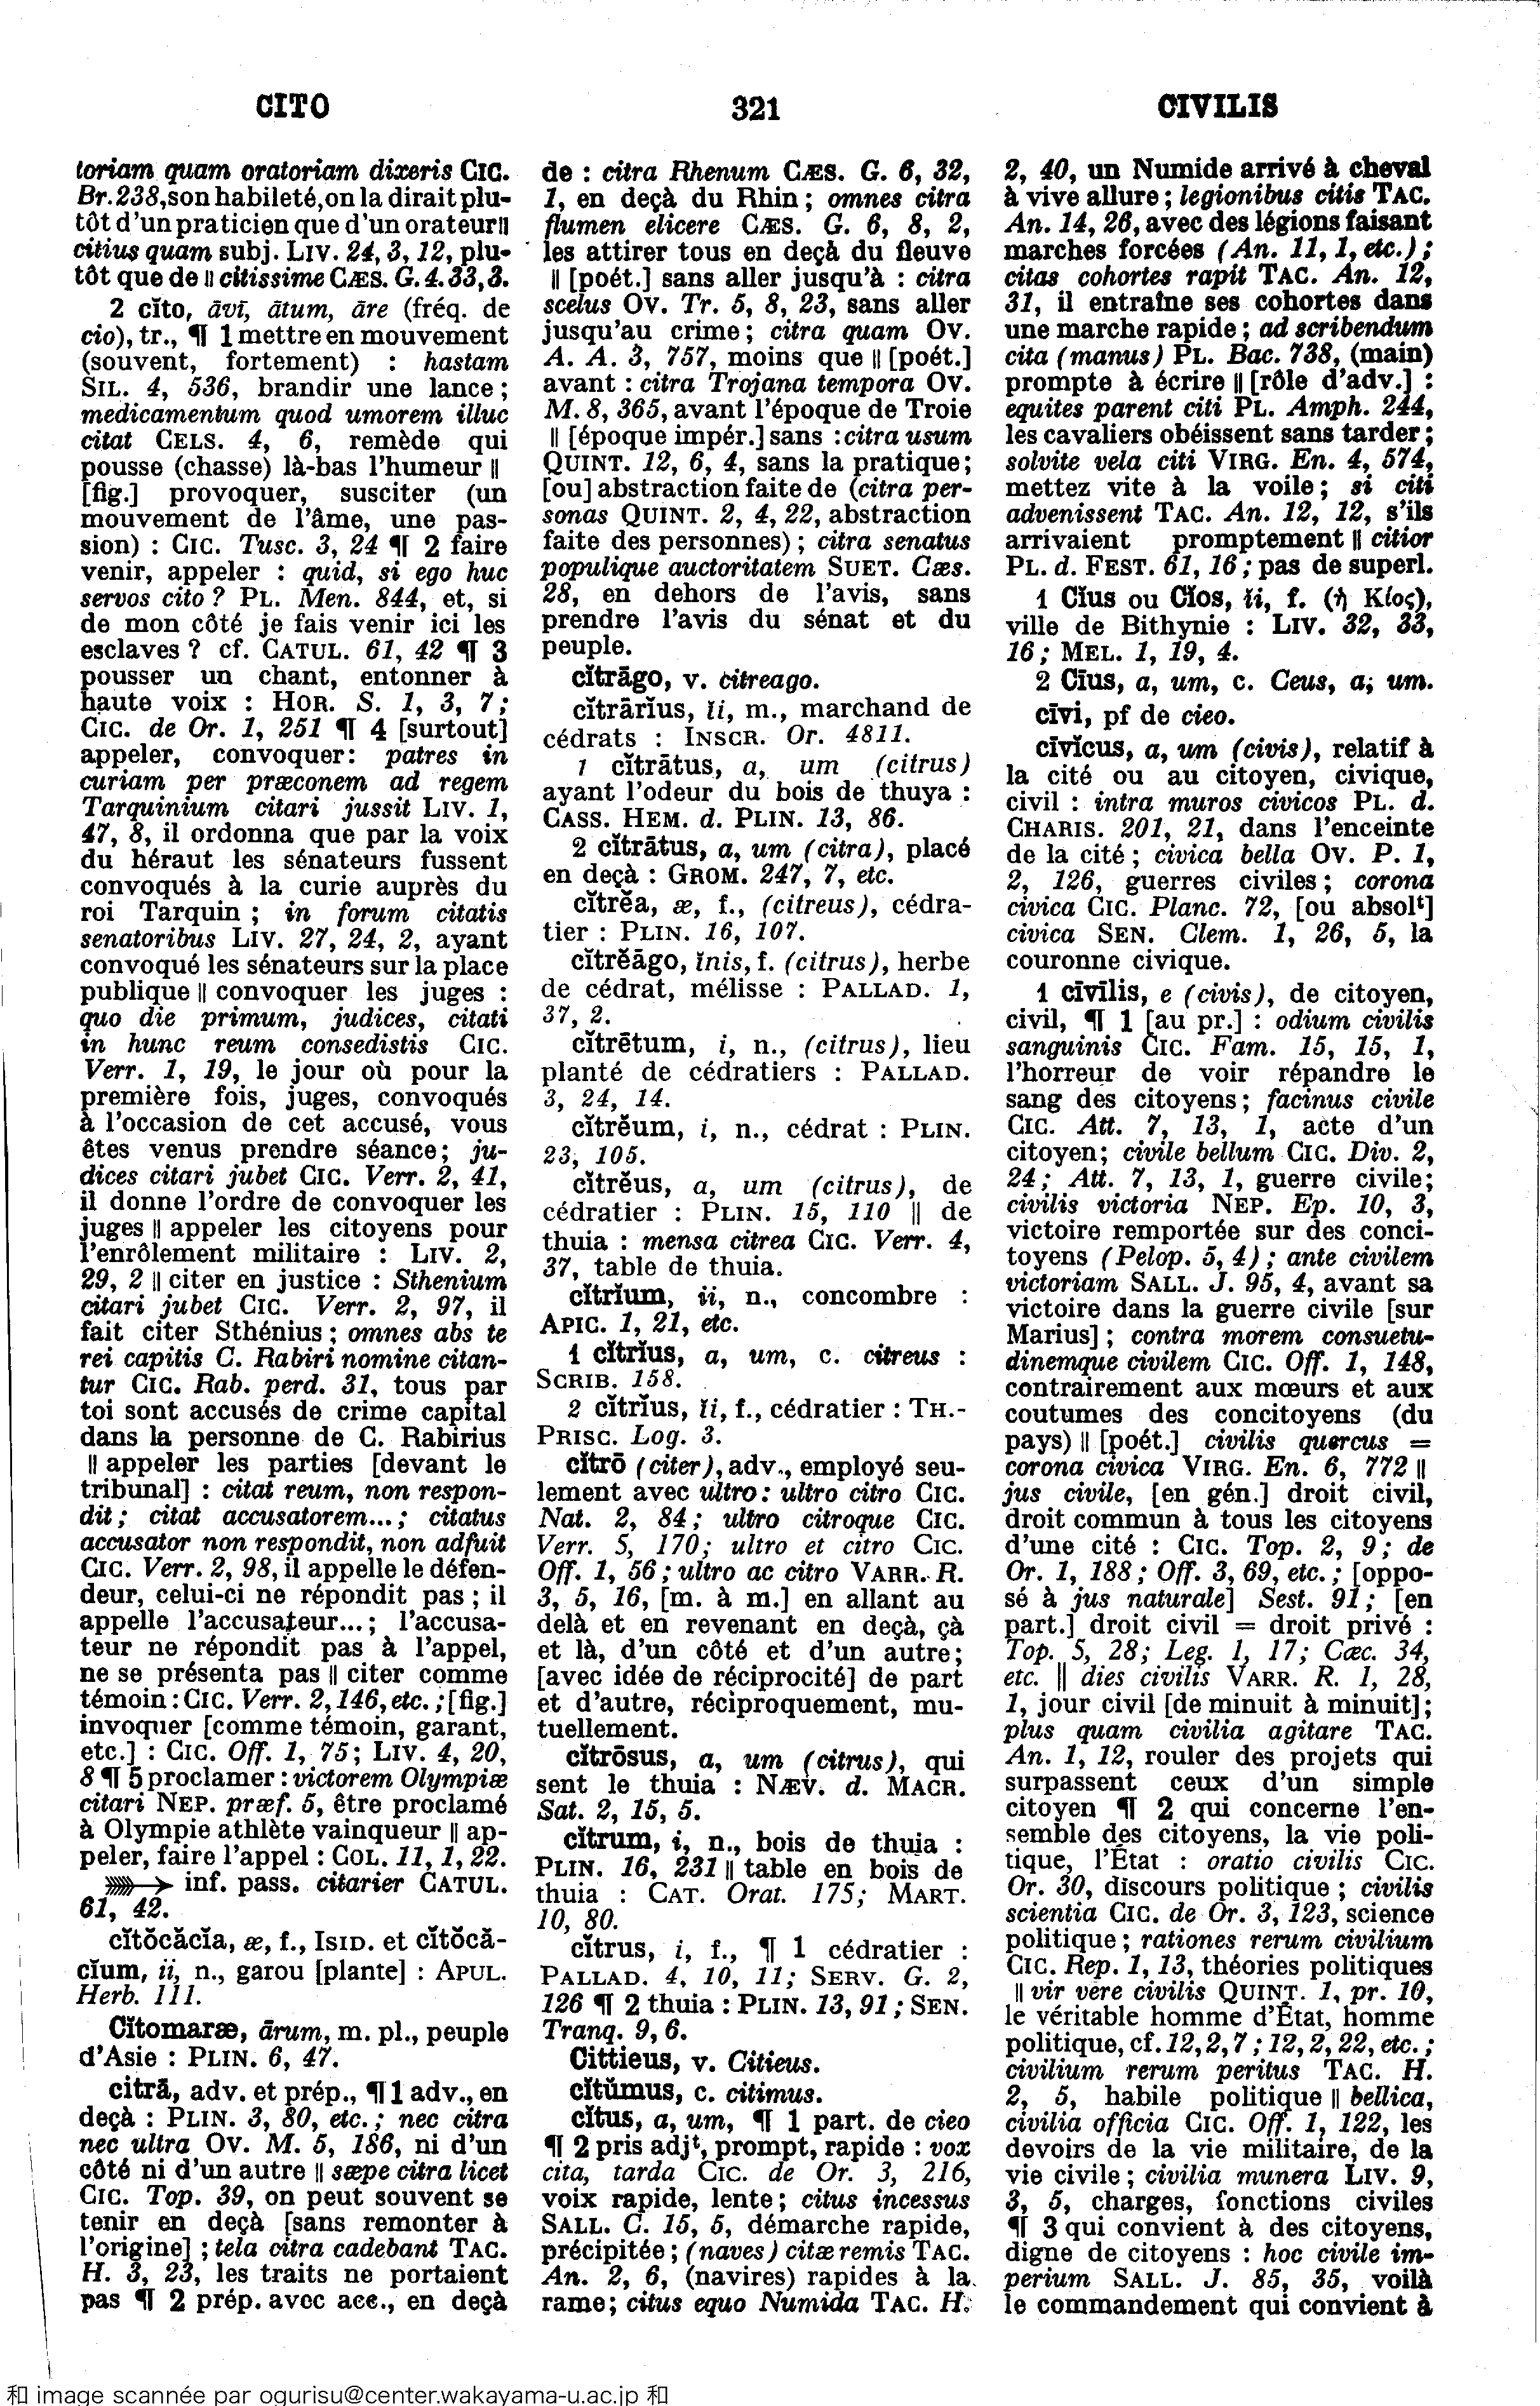 CITO
321
CIVILIS
toriam quam oratoriam dixeris CIC.
Br. 238, son habileté, on la dirait plu-
tôt d'un praticien que d'un orateur ||
citius quam subj. LIV. 24, 3, 12, plu-
tôt que de || citissime CÆS. G. 4. 33, 3.
2 cĭto, āvī, ātum, āre (fréq. de
cio), tr., ¶ 1 mettre en mouvement
(souvent, fortement) : hastam
SIL. 4, 536, brandir une lance ;
medicamentum quod umorem illuc
citat CELS. 4, 6, remède qui
pousse (chasse) là-bas l'humeur ||
[fig.] provoquer, susciter (un
mouvement de l'âme, une pas-
sion) : CIC. Tusc. 3, 24 ¶ 2 faire
venir, appeler : quid, si ego huc
servos cito ? PL. Men. 844, et, si
de mon côté je fais venir ici les
esclaves ? cf. CATUL. 61, 42 ¶ 3
pousser un chant, entonner à
haute voix : HOR. S. 1, 3, 7 ;
CIC. de Or. 1, 251 ¶ 4 [surtout]
appeler, convoquer : patres in
curiam per præconem ad regem
Tarquinium citari jussit LIV. 1,
47, 8, il ordonna que par la voix
du héraut les sénateurs fussent
convoqués à la curie auprès du
roi Tarquin ; in forum citatis
senatoribus LIV. 27, 24, 2, ayant
convoqué les sénateurs sur la place
publique || convoquer les juges :
quo die primum, judices, citati
in hunc reum consedistis CIC.
Verr. 1, 19, le jour où pour la
première fois, juges, convoqués
à l'occasion de cet accusé, vous
êtes venus prendre séance ; ju-
dices citari jubet CIC. Verr. 2, 41,
il donne l'ordre de convoquer les
juges || appeler les citoyens pour
l'enrôlement militaire : LIV. 2,
29, 2 || citer en justice : Sthenium
citari jubet CIC. Verr. 2, 97, il
fait citer Sthénius ; omnes abs te
rei capitis C. Rabiri nomine citan-
tur CIC. Rab. perd. 31, tous par
toi sont accusés de crime capital
dans la personne de C. Rabirius
|| appeler les parties [devant le
tribunal] : citat reum, non respon-
dit ; citat accusatorem... ; citatus
accusator non respondit, non adfuit
CIC. Verr. 2, 98, il appelle le défen-
deur, celui-ci ne répondit pas ; il
appelle l'accusateur... ; l'accusa-
teur ne répondit pas à l'appel,
ne se présenta pas || citer comme
témoin : CIC. Verr. 2, 146, etc. ; [fig.]
invoquer [comme témoin, garant,
etc.] : CIC. Off. 1, 75 ; LIV. 4, 20,
8 ¶ 5 proclamer : victorem Olympiæ
citari NEP. præf. 5, être proclamé
à Olympie athlète vainqueur || ap-
peler, faire l'appel : COL. 11, 1, 22.
➳→ inf. pass. citarier CATUL.
61, 42.
cĭtŏcăcĭa, æ, f., ISID. et cĭtŏcă-
cĭum, ii, n., garou [plante] : APUL.
Herb. 111.
Cĭtomaræ, ārum, m. pl., peuple
d'Asie : PLIN. 6, 47.
citrā, adv. et prép., ¶ 1 adv., en
deçà : PLIN. 3, 80, etc. ; nec citra
nec ultra OV. M. 5, 186, ni d'un
côté ni d'un autre || sæpe citra licet
CIC. Top. 39, on peut souvent se
tenir en deçà [sans remonter à
l'origine] ; tela citra cadebant TAC.
H. 3, 23, les traits ne portaient
pas ¶ 2 prép. avec acc., en deçà
de : citra Rhenum CÆS. G. 6, 32,
1, en deçà du Rhin ; omnes citra
flumen elicere CÆS. G. 6, 8, 2,
les attirer tous en deçà du fleuve
|| [poét.] sans aller jusqu'à : citra
scelus OV. Tr. 5, 8, 23, sans aller
jusqu'au crime ; citra quam OV.
A. A. 3, 757, moins que || [poét.]
avant : citra Trojana tempora OV.
M. 8, 365, avant l'époque de Troie
|| [époque impér.] sans : citra usum
QUINT. 12, 6, 4, sans la pratique ;
[ou] abstraction faite de (citra per-
sonas QUINT. 2, 4, 22, abstraction
faite des personnes) ; citra senatus
populique auctoritatem SUET. Cæs.
28, en dehors de l'avis, sans
prendre l'avis du sénat et du
peuple.
cĭtrāgo, v. citreago.
cĭtrārĭus, ĭi, m., marchand de
cédrats : INSCR. Or. 4811.
1 cĭtrātus, a, um (citrus)
ayant l'odeur du bois de thuya :
CASS. HEM. d. PLIN. 13, 86.
2 cĭtrātus, a, um (citra), placé
en deçà : GROM. 247, 7, etc.
cĭtrĕa, æ, f., (citreus), cédra-
tier : PLIN. 16, 107.
cĭtrĕāgo, ĭnis, f. (citrus), herbe
de cédrat, mélisse : PALLAD. 1,
37, 2.
cĭtrētum, i, n., (citrus), lieu
planté de cédratiers : PALLAD.
3, 24, 14.
cĭtrĕum, i, n., cédrat : PLIN.
23, 105.
cĭtrĕus, a, um (citrus), de
cédratier : PLIN. 15, 110 || de
thuia : mensa citrea CIC. Verr. 4,
37, table de thuia.
cĭtrĭum, ii, n., concombre :
APIC. 1, 21, etc.
1 cĭtrĭus, a, um, c. citreus :
SCRIB. 158.
2 cĭtrĭus, ĭi, f., cédratier : TH.-
PRISC. Log. 3.
cĭtrō (citer), adv., employé seu-
lement avec ultro : ultro citro CIC.
Nat. 2, 84 ; ultro citroque CIC.
Verr. 5, 170 ; ultro et citro CIC.
Off. 1, 56 ; ultro ac citro VARR. R.
3, 5, 16, [m. à m.] en allant au
delà et en revenant en deçà, çà
et là, d'un côté et d'un autre ;
[avec idée de réciprocité] de part
et d'autre, réciproquement, mu-
tuellement.
cĭtrōsus, a, um (citrus), qui
sent le thuia : NÆV. d. MACR.
Sat. 2, 15, 5.
cĭtrum, i, n., bois de thuia :
PLIN. 16, 231 || table en bois de
thuia : CAT. Orat. 175 ; MART.
10, 80.
cĭtrus, i, f., ¶ 1 cédratier :
PALLAD. 4, 10, 11 ; SERV. G. 2,
126 ¶ 2 thuia : PLIN. 13, 91 ; SEN.
Tranq. 9, 6.
Cittieus, v. Citieus.
cĭtŭmus, c. citimus.
cĭtus, a, um, ¶ 1 part. de cieo
¶ 2 pris adjᵗ, prompt, rapide : vox
cita, tarda CIC. de Or. 3, 216,
voix rapide, lente ; citus incessus
SALL. C. 15, 5, démarche rapide,
précipitée ; (naves) citæ remis TAC.
An. 2, 6, (navires) rapides à la
rame ; citus equo Numida TAC. H.
2, 40, un Numide arrivé à cheval
à vive allure ; legionibus citis TAC.
An. 14, 26, avec des légions faisant
marches forcées (An. 11, 1, etc.) ;
citas cohortes rapit TAC. An. 12,
31, il entraîne ses cohortes dans
une marche rapide ; ad scribendum
cita (manus) PL. Bac. 738, (main)
prompte à écrire || [rôle d'adv.] :
equites parent citi PL. Amph. 244,
les cavaliers obéissent sans tarder ;
solvite vela citi VIRG. En. 4, 574,
mettez vite à la voile ; si citi
advenissent TAC. An. 12, 12, s'ils
arrivaient promptement || citior
PL. d. FEST. 61, 16 ; pas de superl.
1 Cĭus ou Cĭos, ĭi, f. (ἡ Κίος),
ville de Bithynie : LIV. 32, 33,
16 ; MEL. 1, 19, 4.
2 Cīus, a, um, c. Ceus, a, um.
cīvi, pf de cieo.
cīvĭcus, a, um (civis), relatif à
la cité ou au citoyen, civique,
civil : intra muros civicos PL. d.
CHARIS. 201, 21, dans l'enceinte
de la cité ; civica bella OV. P. 1,
2, 126, guerres civiles ; corona
civica CIC. Planc. 72, [ou absolᵗ]
civica SEN. Clem. 1, 26, 5, la
couronne civique.
1 cīvīlis, e (civis), de citoyen,
civil, ¶ 1 [au pr.] : odium civilis
sanguinis CIC. Fam. 15, 15, 1,
l'horreur de voir répandre le
sang des citoyens ; facinus civile
CIC. Att. 7, 13, 1, acte d'un
citoyen ; civile bellum CIC. Div. 2,
24 ; Att. 7, 13, 1, guerre civile ;
civilis victoria NEP. Ep. 10, 3,
victoire remportée sur des conci-
toyens (Pelop. 5, 4) ; ante civilem
victoriam SALL. J. 95, 4, avant sa
victoire dans la guerre civile [sur
Marius] ; contra morem consuetu-
dinemque civilem CIC. Off. 1, 148,
contrairement aux mœurs et aux
coutumes des concitoyens (du
pays) || [poét.] civilis quercus =
corona civica VIRG. En. 6, 772 ||
jus civile, [en gén.] droit civil,
droit commun à tous les citoyens
d'une cité : CIC. Top. 2, 9 ; de
Or. 1, 188 ; Off. 3, 69, etc. ; [oppo-
sé à jus naturale] Sest. 91 ; [en
part.] droit civil = droit privé :
Top. 5, 28 ; Leg. 1, 17 ; Cæc. 34,
etc. || dies civilis VARR. R. 1, 28,
1, jour civil [de minuit à minuit] ;
plus quam civilia agitare TAC.
An. 1, 12, rouler des projets qui
surpassent ceux d'un simple
citoyen ¶ 2 qui concerne l'en-
semble des citoyens, la vie poli-
tique, l'État : oratio civilis CIC.
Or. 30, discours politique ; civilis
scientia CIC. de Or. 3, 123, science
politique ; rationes rerum civilium
CIC. Rep. 1, 13, théories politiques
|| vir vere civilis QUINT. 1, pr. 10,
le véritable homme d'État, homme
politique, cf. 12, 2, 7 ; 12, 2, 22, etc. ;
civilium rerum peritus TAC. H.
2, 5, habile politique || bellica,
civilia officia CIC. Off. 1, 122, les
devoirs de la vie militaire, de la
vie civile ; civilia munera LIV. 9,
3, 5, charges, fonctions civiles
¶ 3 qui convient à des citoyens,
digne de citoyens : hoc civile im-
perium SALL. J. 85, 35, voilà
le commandement qui convient à
和 image scannée par ogurisu@center.wakayama-u.ac.jp 和